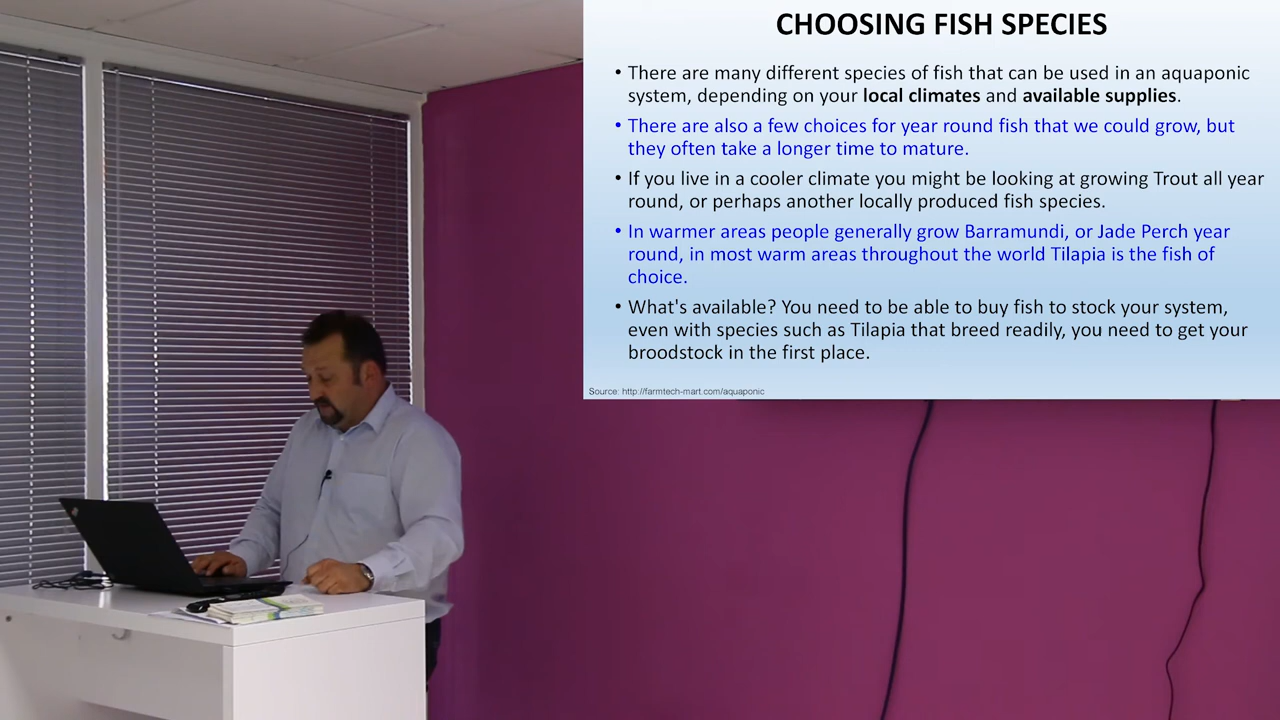 CHOOSING FISH SPECIES
• There are many different species of fish that can be used in an aquaponic
system, depending on your local climates and available supplies.
• There are also a few choices for year round fish that we could grow, but
they often take a longer time to mature.
• If you live in a cooler climate you might be looking at growing Trout all year
round, or perhaps another locally produced fish species.
• In warmer areas people generally grow Barramundi, or Jade Perch year
round, in most warm areas throughout the world Tilapia is the fish of
choice.
• What's available? You need to be able to buy fish to stock your system,
even with species such as Tilapia that breed readily, you need to get your
broodstock in the first place.
Source: http://farmtech-mart.com/aquaponic